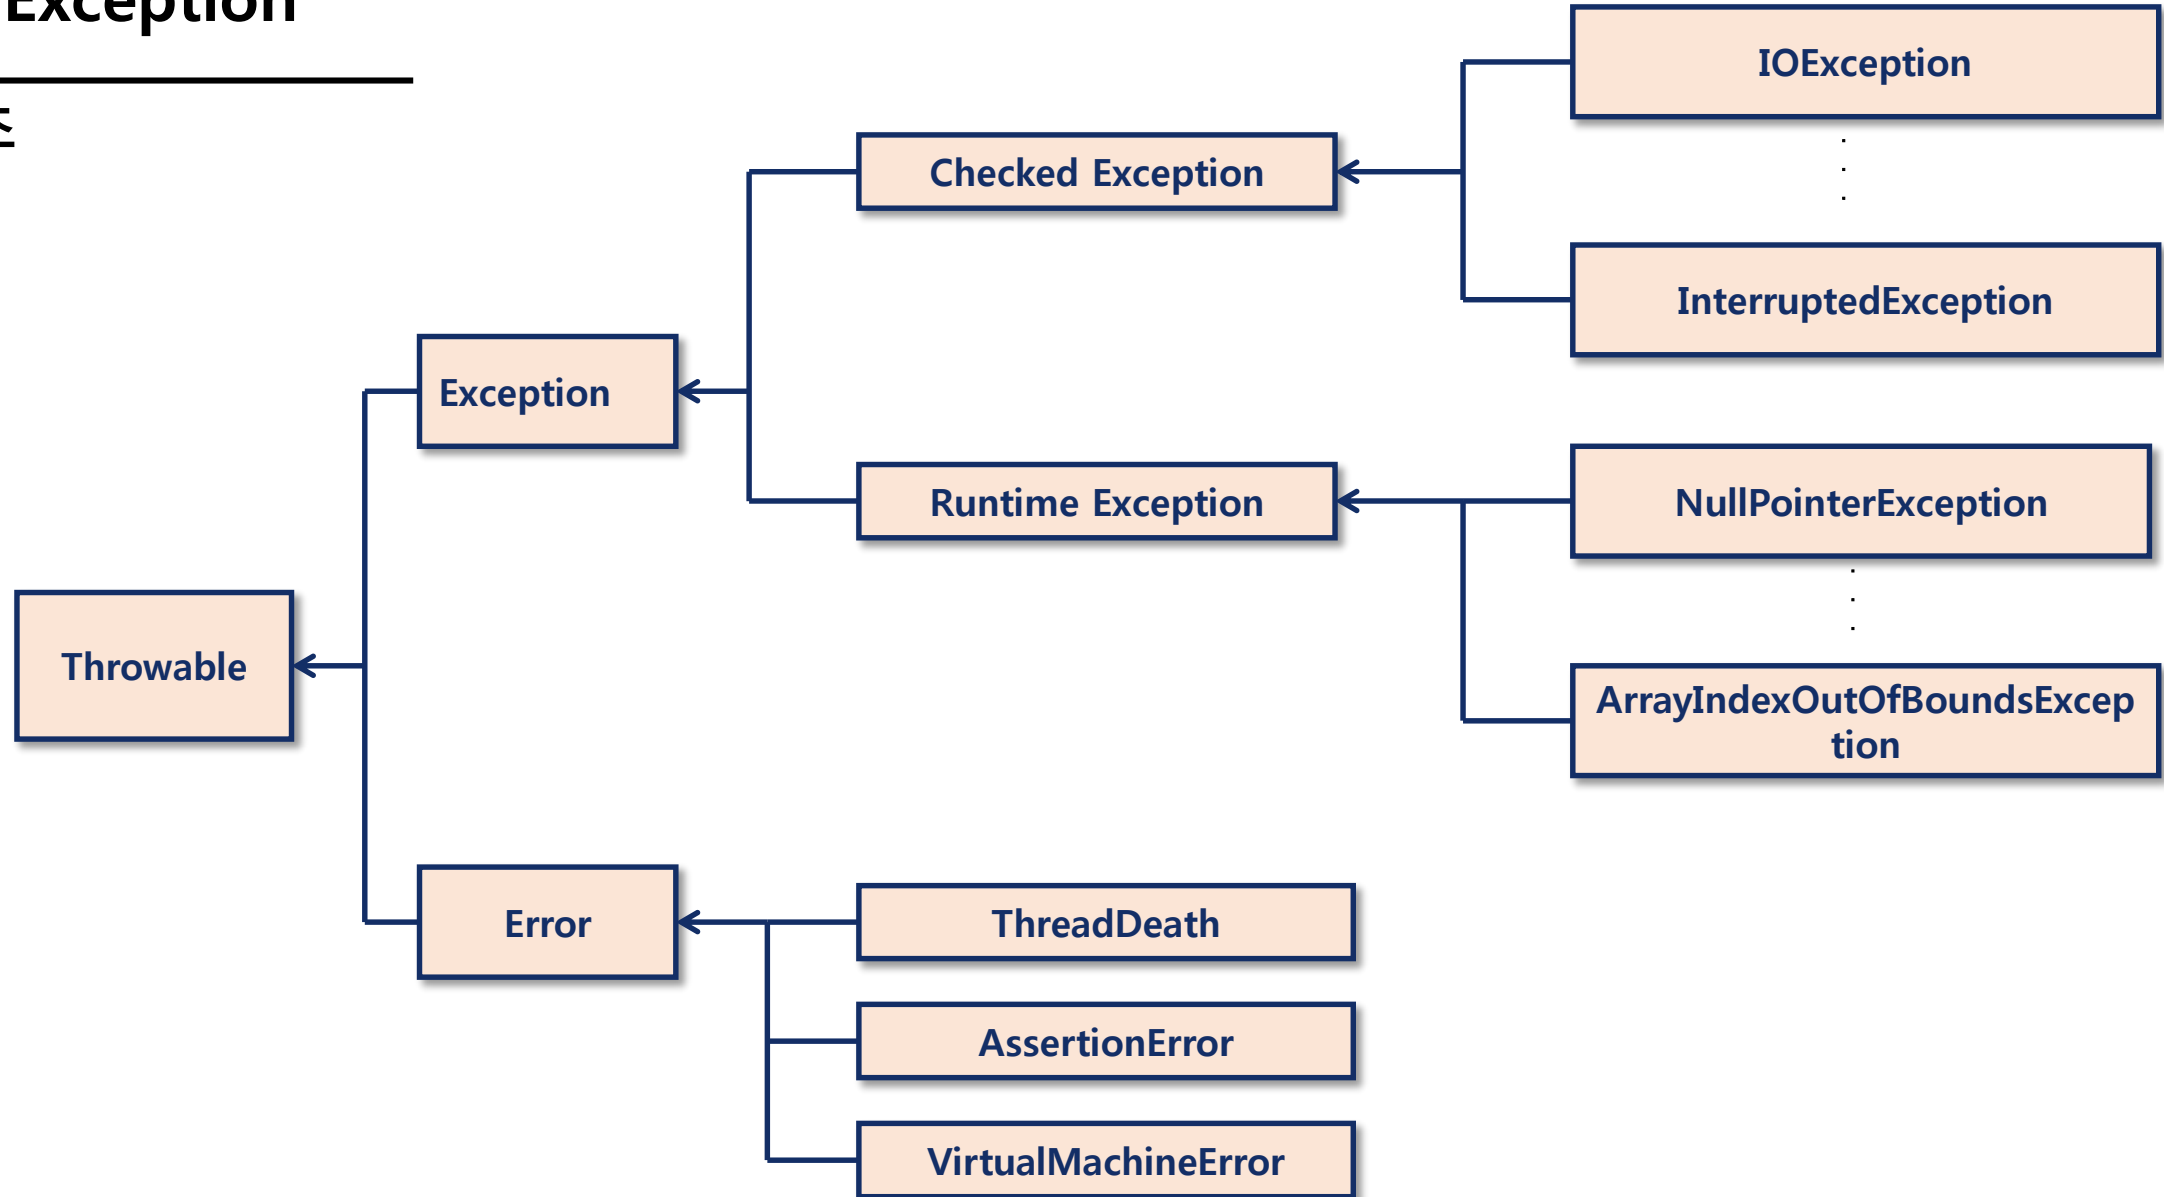 Exception
IOException
Checked Exception
.
.
.
InterruptedException
Exception
Runtime Exception
NullPointerException
.
.
.
Throwable
ArrayIndexOutOfBoundsExcep
tion
Error
ThreadDeath
AssertionError
VirtualMachineError